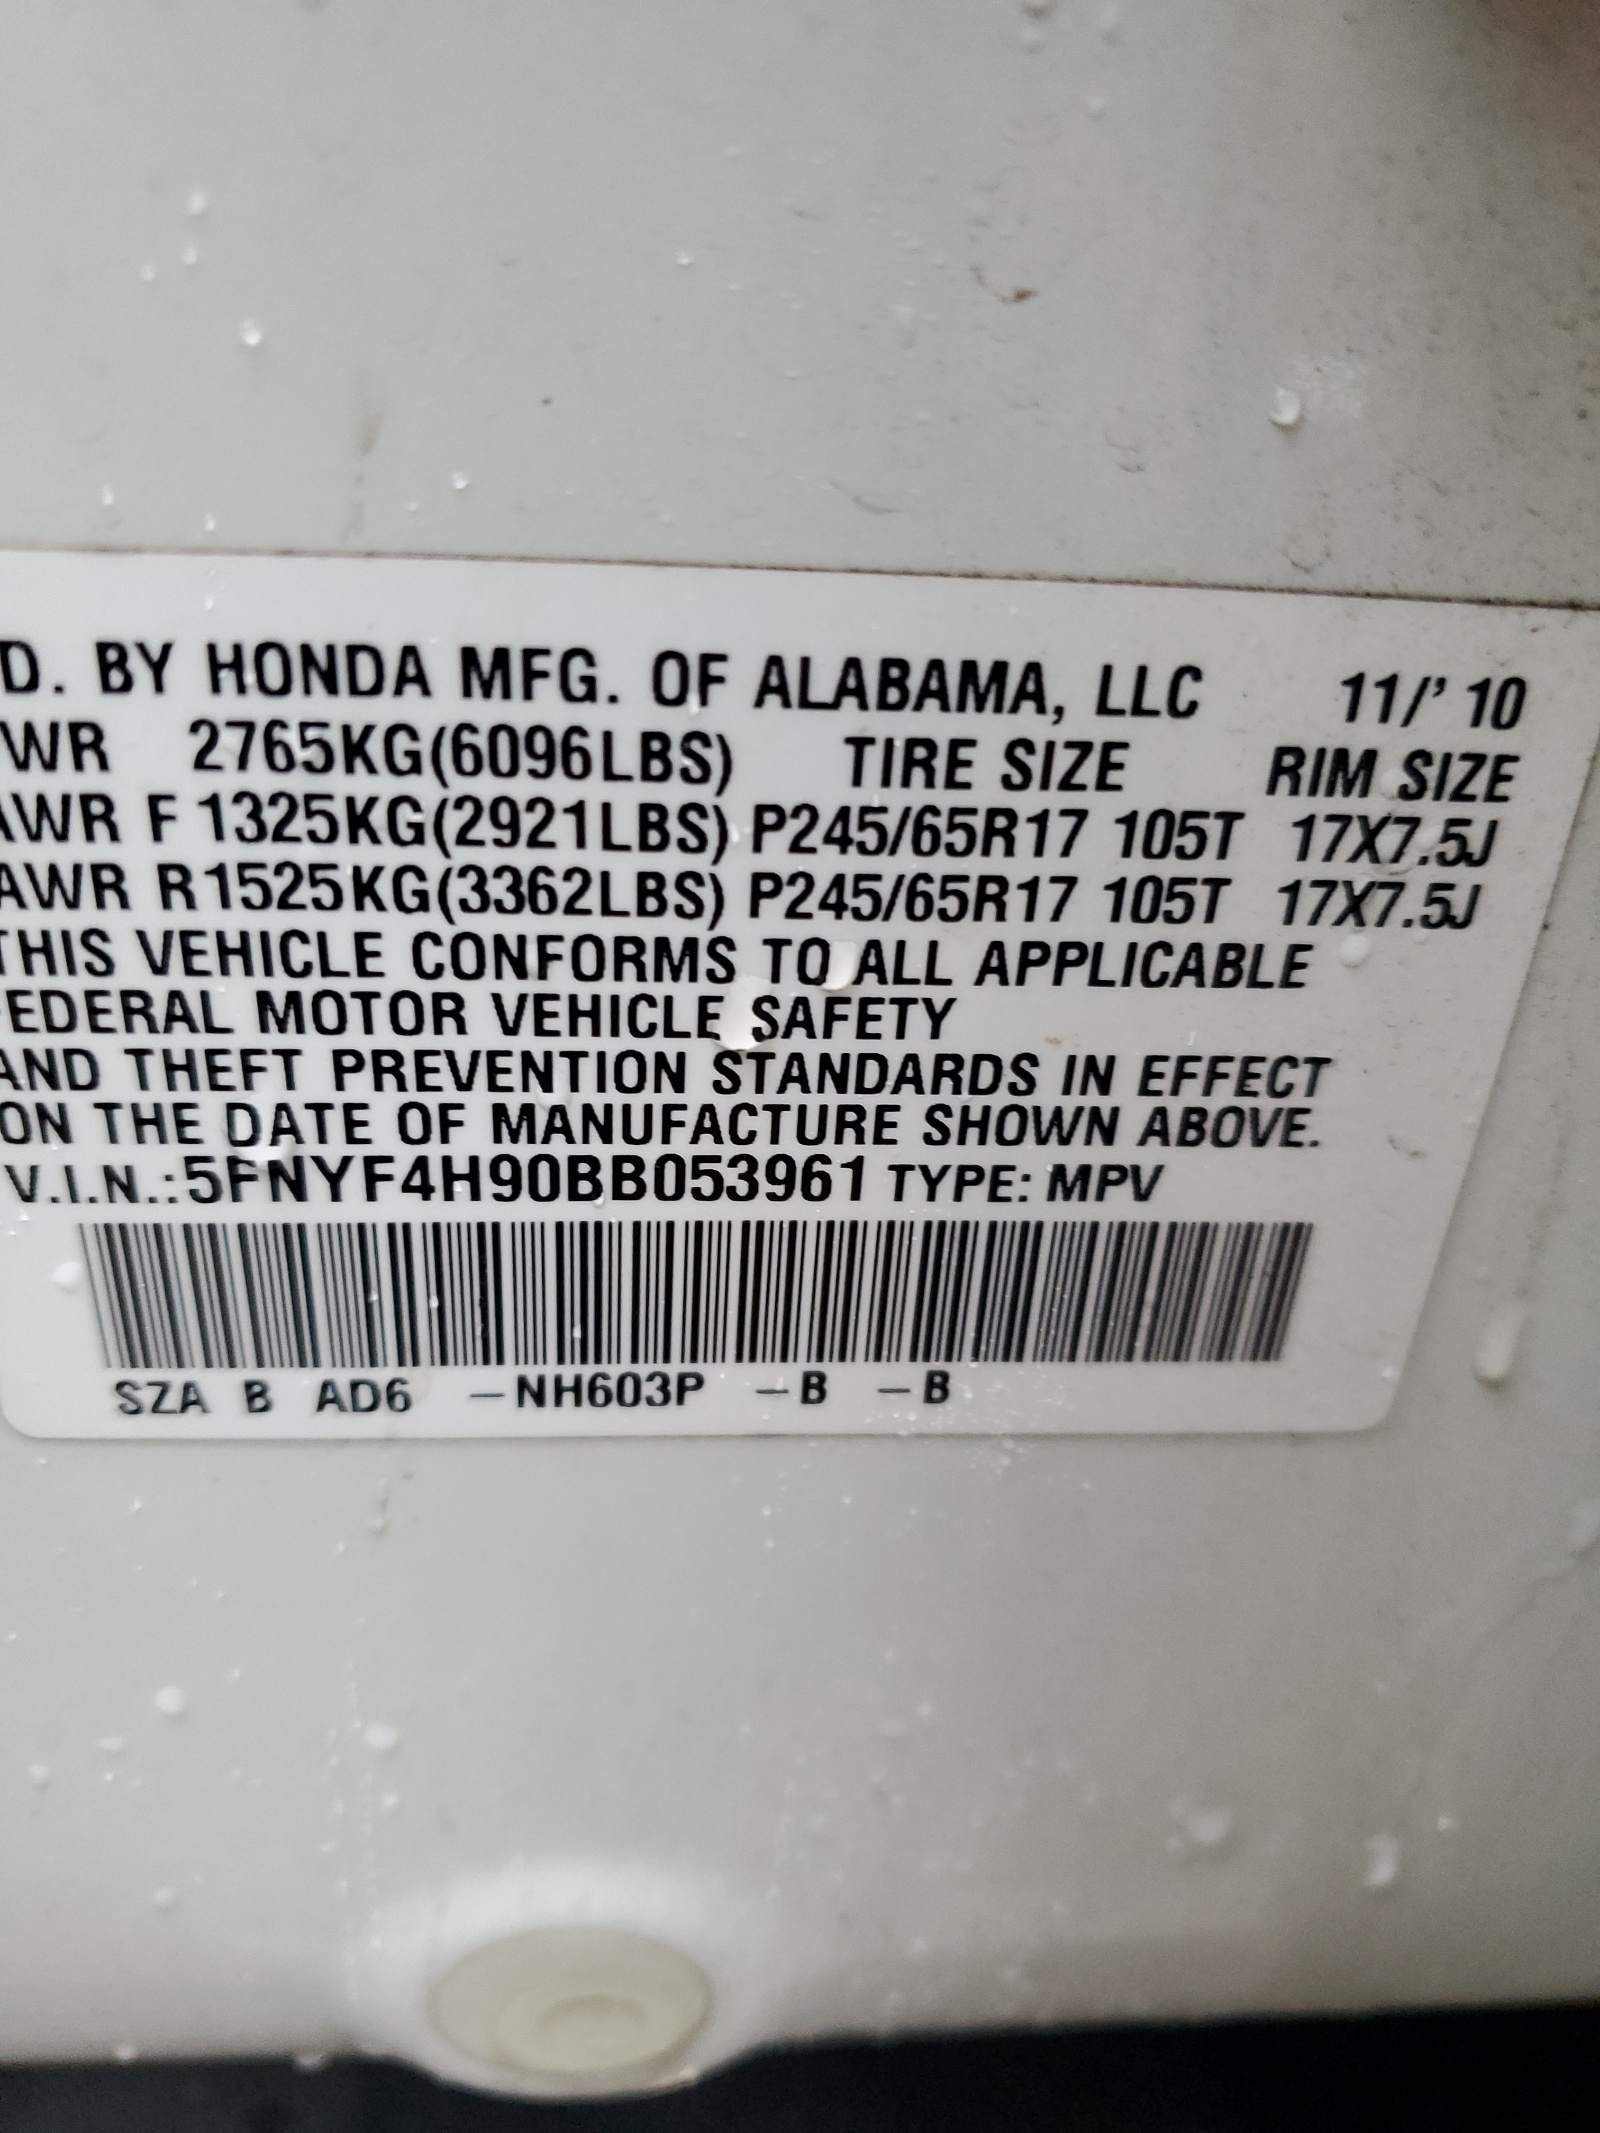 D. BY HONDA MFG. OF ALABAMA, LLC 11/'10
WR 2765KG(6096LBS) TIRE SIZE RIM SIZE
AWR F 1325KG(2921LBS) P245/65R17 105T 17X7.5J
AWR R1525KG(3362LBS) P245/65R17 105T 17X7.5J
THIS VEHICLE CONFORMS TO ALL APPLICABLE
FEDERAL MOTOR VEHICLE SAFETY
AND THEFT PREVENTION STANDARDS IN EFFECT
ON THE DATE OF MANUFACTURE SHOWN ABOVE.
V.I.N.:5FNYF4H90BB053961 TYPE: MPV
SZA B AD6 -NH603P -B -B